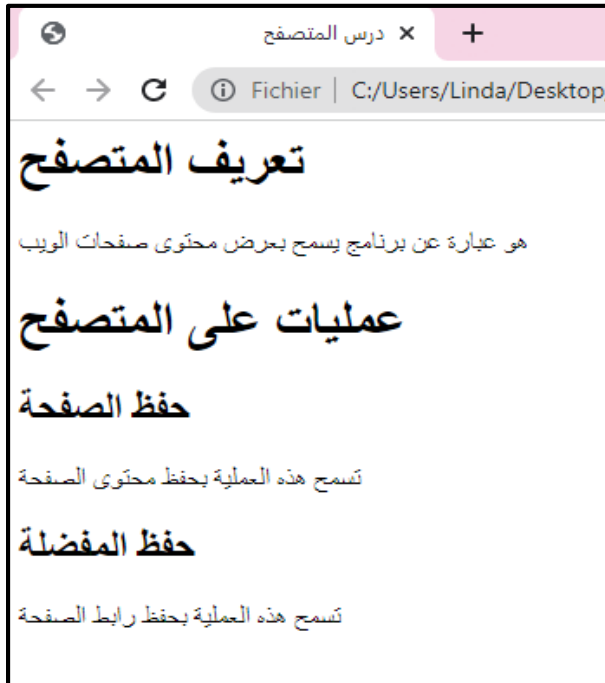 درس المتصفح
Fichier | C:/Users/Linda/Desktop
تعريف المتصفح
هو عبارة عن برنامج يسمح بعرض محتوى صفحات الويب
عمليات على المتصفح
حفظ الصفحة
تسمح هذه العملية بحفظ محتوى الصفحة
حفظ المفضلة
تسمح هذه العملية بحفظ رابط الصفحة